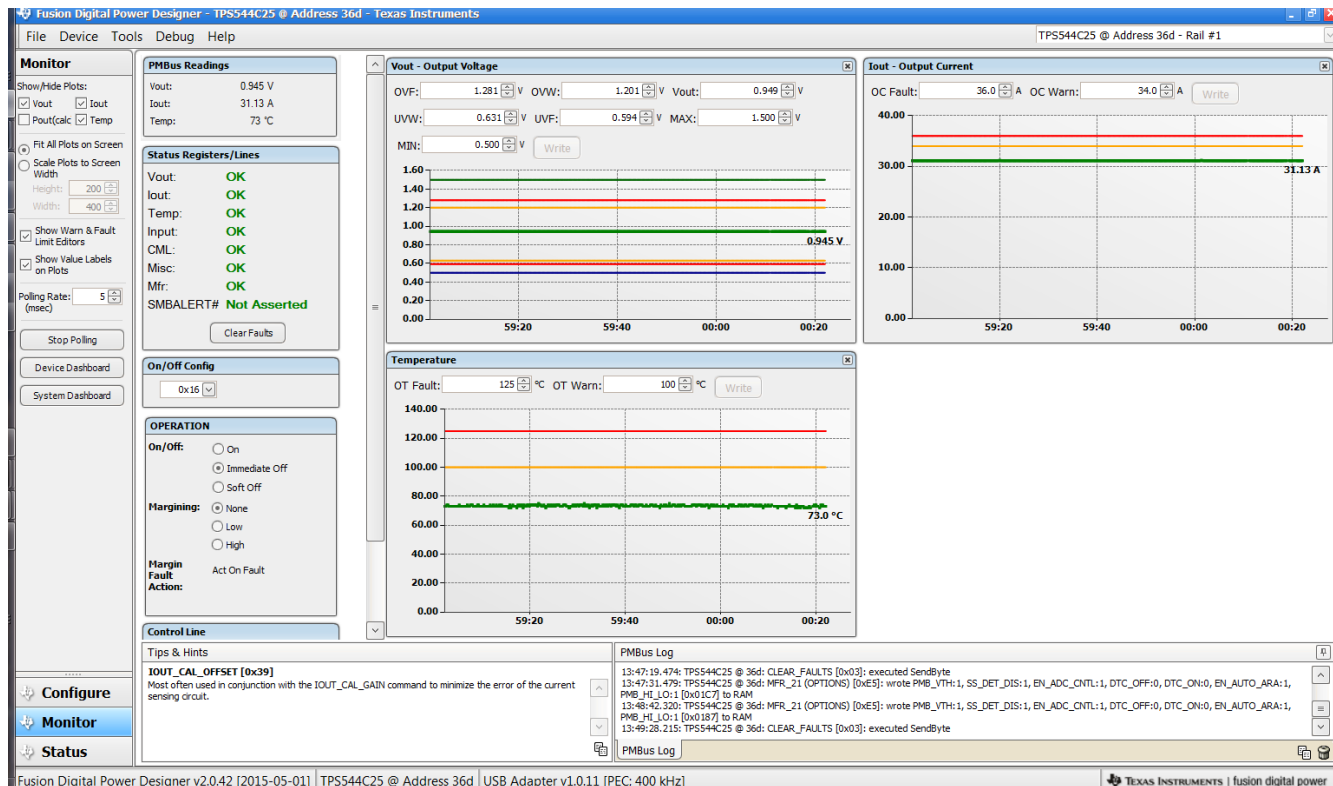 Fusion Digital Power Designer - TPS544C25 @ Address 36d - Texas Instruments
File Device Tools Debug Help
TPS544C25 @ Address 36d - Rail #1
Monitor
Show/Hide Plots:
Vout Iout
Pout(calc Temp
Fit All Plots on Screen
Scale Plots to Screen
Width
Height: 200
Width: 400
Show Warn & Fault
Limit Editors
Show Value Labels
on Plots
Polling Rate: 5
(msec)
Stop Polling
Device Dashboard
System Dashboard
Configure
Monitor
Status
PMBus Readings
Vout: 0.945 V
Iout: 31.13 A
Temp: 73 °C
Status Registers/Lines
Vout: OK
Iout: OK
Temp: OK
Input: OK
CML: OK
Misc: OK
Mfr: OK
SMBALERT# Not Asserted
Clear Faults
On/Off Config
0x16
OPERATION
On/Off: On
Immediate Off
Soft Off
Margining: None
Low
High
Margin
Fault
Action:
Act On Fault
Control Line
Vout - Output Voltage
OVF: 1.281 V OVW: 1.201 V Vout: 0.949 V
UVW: 0.631 V UVF: 0.594 V MAX: 1.500 V
MIN: 0.500 V Write
1.60
1.40
1.20
1.00
0.80
0.60
0.40
0.20
0.00
0.945 V
59:20 59:40 00:00 00:20
Iout - Output Current
OC Fault: 36.0 A OC Warn: 34.0 A Write
40.00
30.00
20.00
10.00
0.00
31.13 A
59:20 59:40 00:00 00:20
Temperature
OT Fault: 125 °C OT Warn: 100 °C Write
140.00
120.00
100.00
80.00
60.00
40.00
20.00
0.00
73.0 °C
59:20 59:40 00:00 00:20
Tips & Hints
IOUT_CAL_OFFSET [0x39]
Most often used in conjunction with the IOUT_CAL_GAIN command to minimize the error of the current
sensing circuit.
PMBus Log
13:47:19.474: TPS544C25 @ 36d: CLEAR_FAULTS [0x03]: executed SendByte
13:47:31.479: TPS544C25 @ 36d: MFR_21 (OPTIONS) [0xE5]: wrote PMB_VTH:1, SS_DET_DIS:1, EN_ADC_CNTL:1, DTC_OFF:0, DTC_ON:0, EN_AUTO_ARA:1,
PMB_HI_LO:1 [0x01C7] to RAM
13:48:42.320: TPS544C25 @ 36d: MFR_21 (OPTIONS) [0xE5]: wrote PMB_VTH:1, SS_DET_DIS:1, EN_ADC_CNTL:1, DTC_OFF:0, DTC_ON:0, EN_AUTO_ARA:1,
PMB_HI_LO:1 [0x0187] to RAM
13:49:28.215: TPS544C25 @ 36d: CLEAR_FAULTS [0x03]: executed SendByte
PMBus Log
Fusion Digital Power Designer v2.0.42 [2015-05-01] TPS544C25 @ Address 36d USB Adapter v1.0.11 [PEC; 400 kHz]
TEXAS INSTRUMENTS | fusion digital power